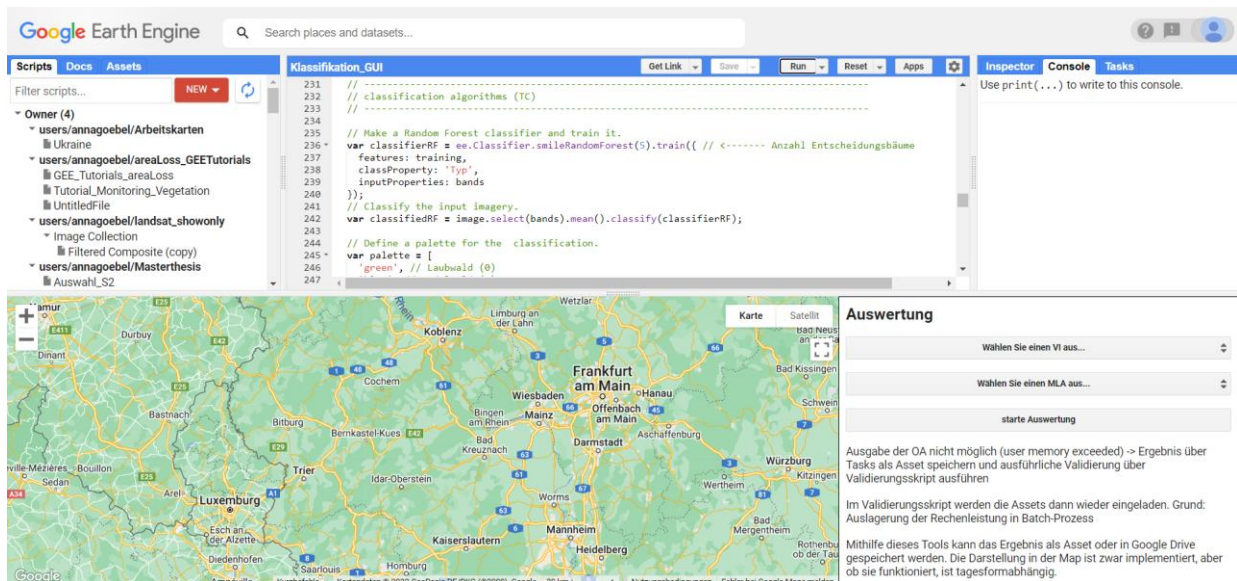 Google Earth Engine
Search places and datasets...
Scripts Docs Assets
Filter scripts...
NEW
Owner (4)
users/annagoebel/Arbeitskarten
Ukraine
users/annagoebel/areaLoss_GEETutorials
GEE_Tutorials_areaLoss
Tutorial_Monitoring_Vegetation
UntitledFile
users/annagoebel/landsat_showonly
Image Collection
Filtered Composite (copy)
users/annagoebel/Masterthesis
Auswahl_S2
Klassifikation_GUI
Get Link Save Run Reset Apps
231 // ----------------------------------------------------------------------------------
232 // classification algorithms (TC)
233 // ----------------------------------------------------------------------------------
234
235 // Make a Random Forest classifier and train it.
236 var classifierRF = ee.Classifier.smileRandomForest(5).train({ // <------- Anzahl Entscheidungsbäume
237 features: training,
238 classProperty: 'Typ',
239 inputProperties: bands
240 });
241 // Classify the input imagery.
242 var classifiedRF = image.select(bands).mean().classify(classifierRF);
243
244 // Define a palette for the classification.
245 var palette = [
246 'green', // Laubwald (0)
247
Inspector Console Tasks
Use print(...) to write to this console.
Karte Satellit
Namur
E411
Durbuy
E25
E42
Dinant
Bastnach
Bitburg
Bouillon
Sedan
A34
Arel
Luxemburg
A1
Esch an
der Alzette
Diedenhofen
Trier
E29
Saarlouis
Homburg
Koblenz
Rhein
Cochem
Bernkastel-Kues
E42
Idar-Oberstein
Kaiserslautern
Wetzlar
Limburg an
der Lahn
Bad Kissingen
Frankfurt
am Main
Wiesbaden
Mainz
Hanau
Offenbach
am Main
Bingen
am Rhein
Bad
Kreuznach
Darmstadt
Aschaffenburg
Würzburg
Kitzingen
Wertheim
Worms
Bad
Mergentheim
Mannheim
Heidelberg
Google
Auswertung
Wählen Sie einen VI aus...
Wählen Sie einen MLA aus...
starte Auswertung
Ausgabe der OA nicht möglich (user memory exceeded) -> Ergebnis über
Tasks als Asset speichern und ausführliche Validierung über
Validierungsskript ausführen
Im Validierungsskript werden die Assets dann wieder eingeladen. Grund:
Auslagerung der Rechenleistung in Batch-Prozess
Mithilfe dieses Tools kann das Ergebnis als Asset oder in Google Drive
gespeichert werden. Die Darstellung in der Map ist zwar implementiert, aber
ob sie funktioniert, ist tagesformabhängig.